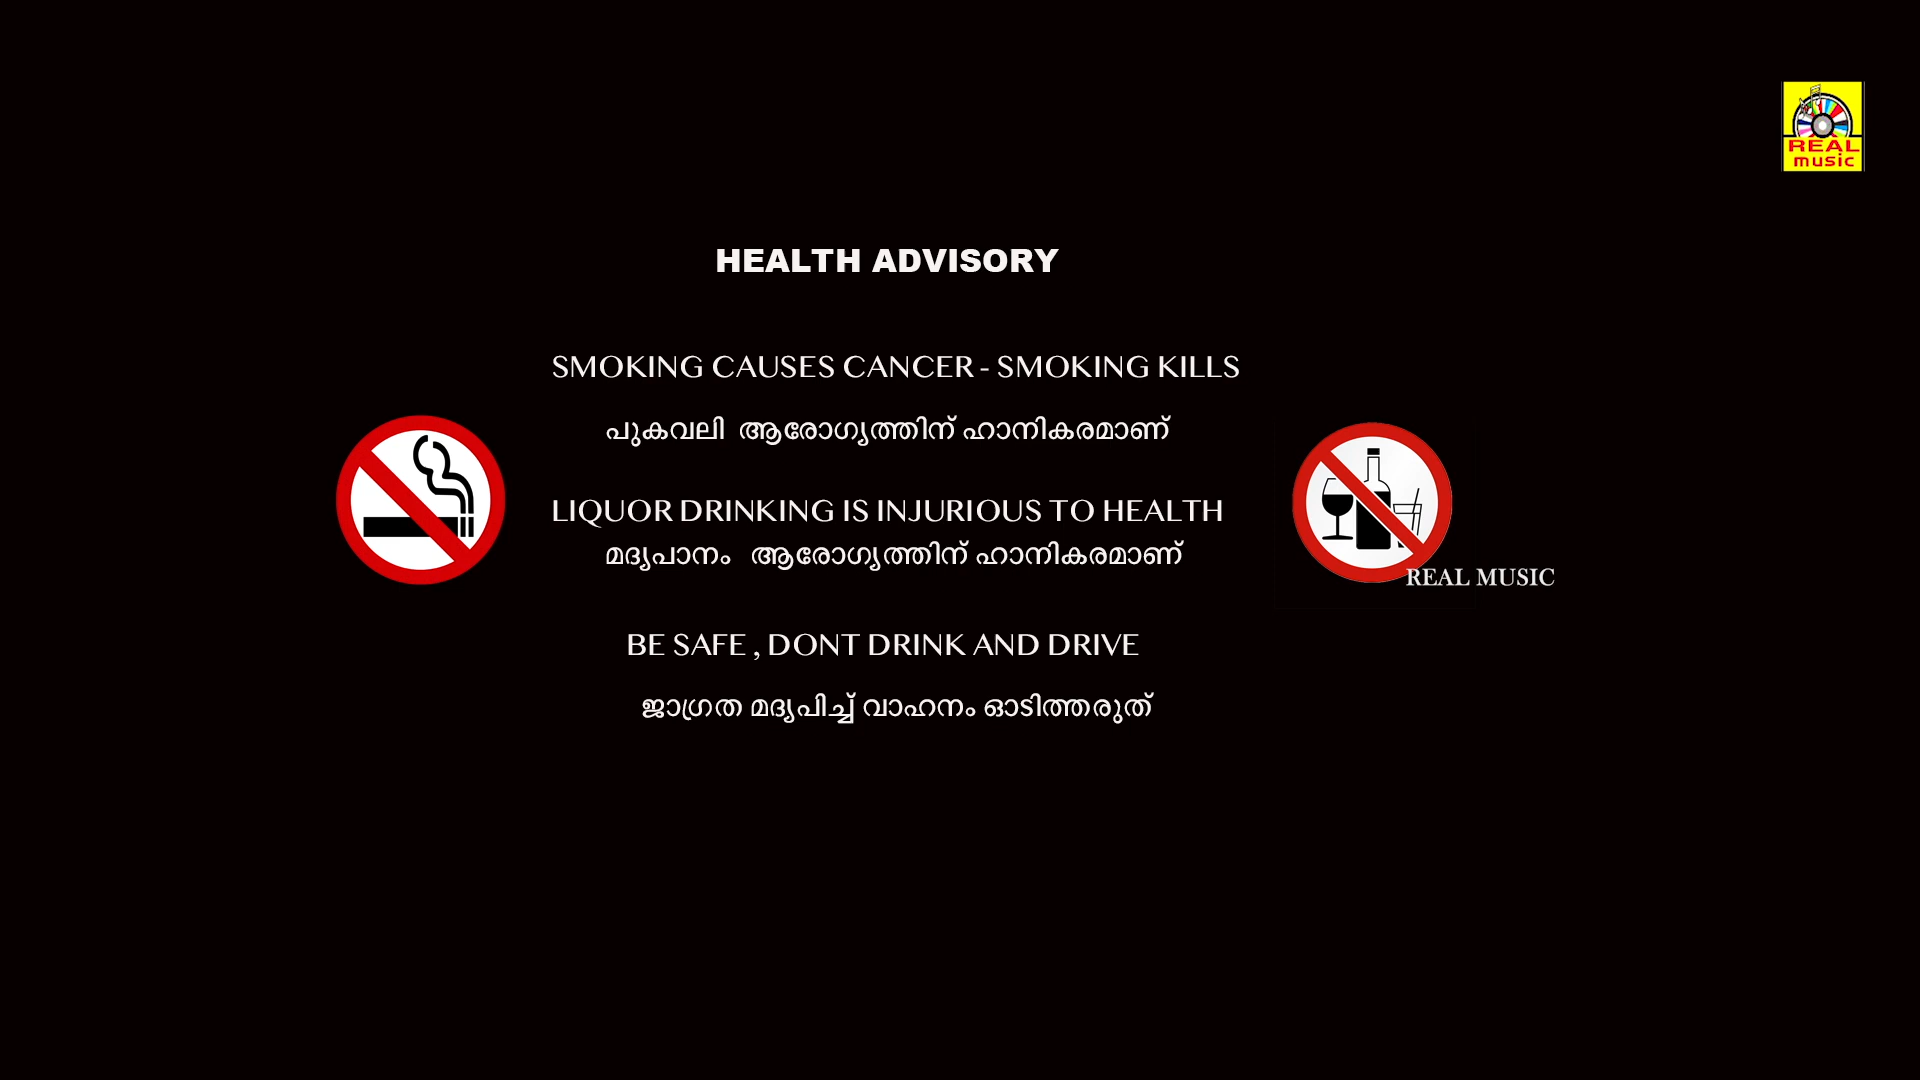 REAL
music
HEALTH ADVISORY
SMOKING CAUSES CANCER - SMOKING KILLS
പുകവലി ആരോഗ്യത്തിന് ഹാനികരമാണ്
LIQUOR DRINKING IS INJURIOUS TO HEALTH
മദ്യപാനം ആരോഗ്യത്തിന് ഹാനികരമാണ്
REAL MUSIC
BE SAFE , DONT DRINK AND DRIVE
ജാഗ്രത മദ്യപിച്ച് വാഹനം ഓടിത്തരുത്